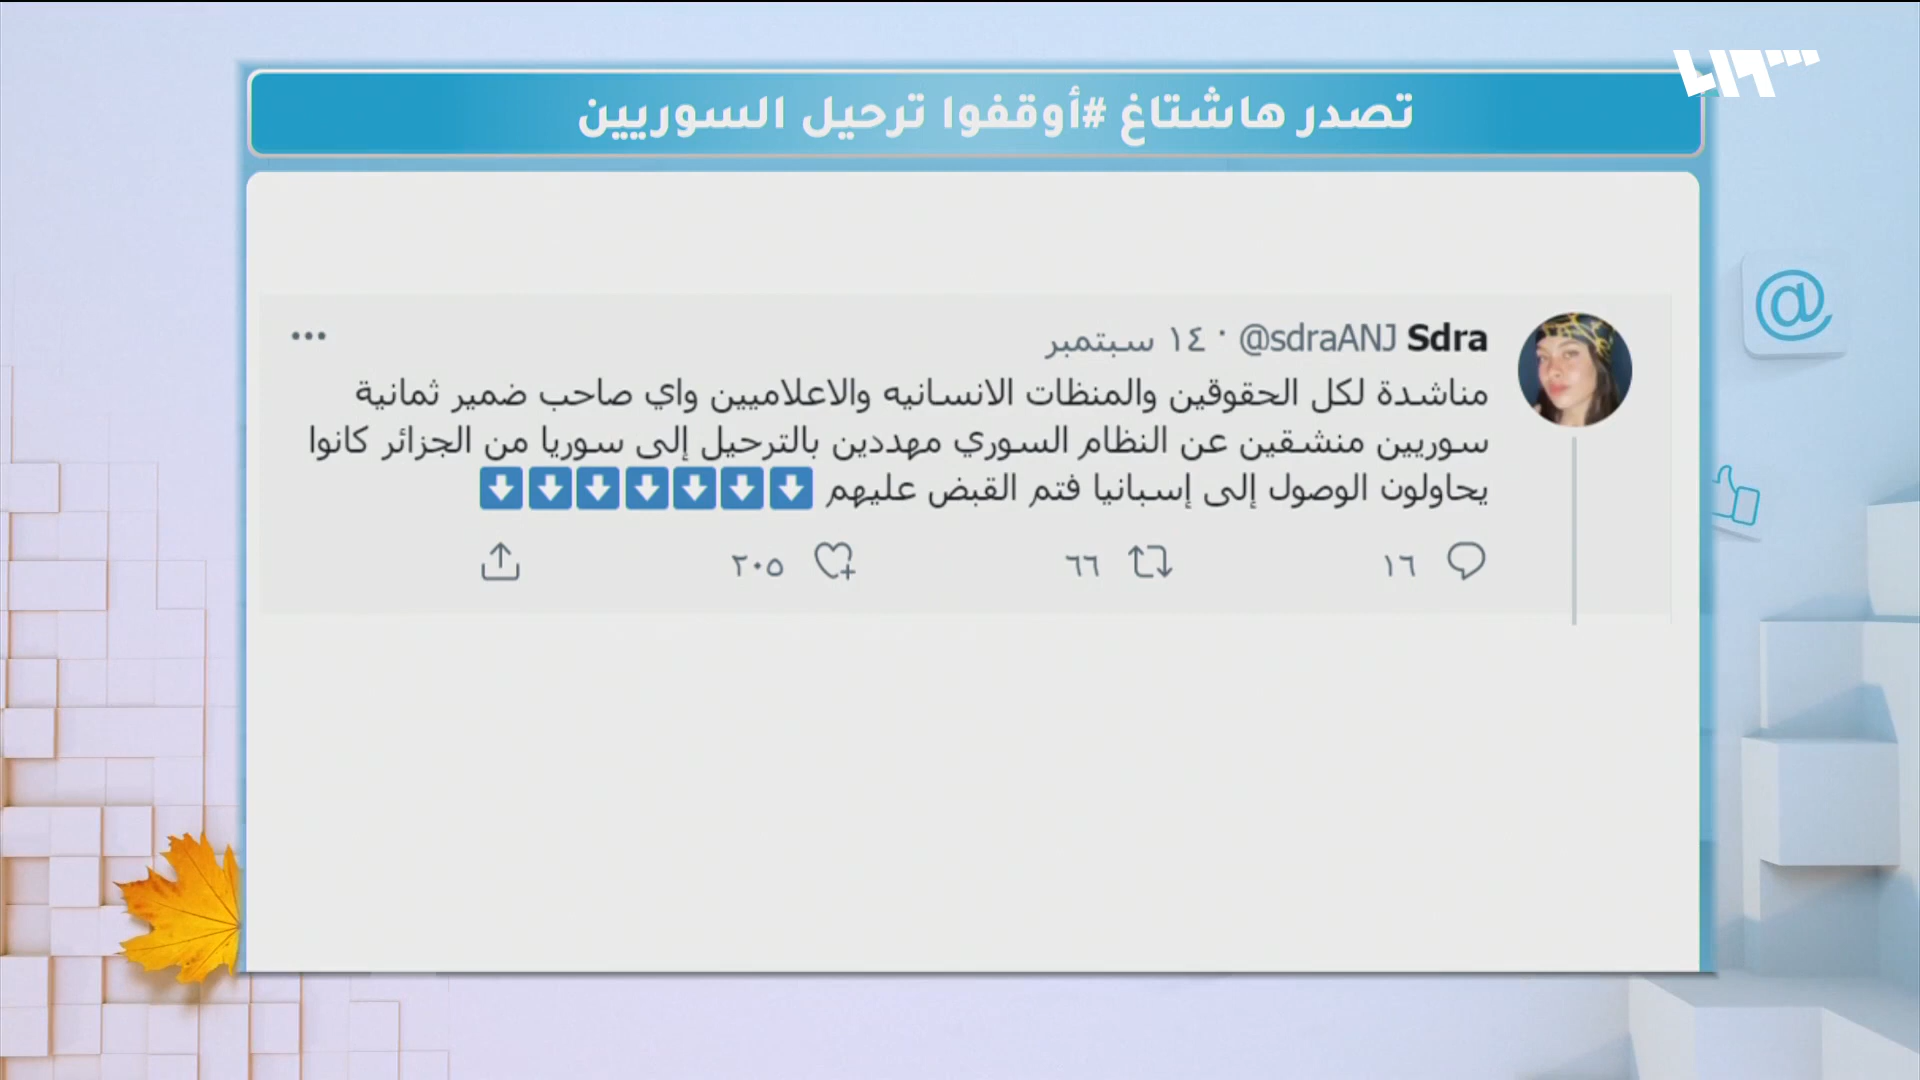 تصدر هاشتاغ #أوقفوا ترحيل السوريين
Sdra @sdraANJ · ١٤ سبتمبر
مناشدة لكل الحقوقين والمنظات الانسانيه والاعلاميين واي صاحب ضمير ثمانية
سوريين منشقين عن النظام السوري مهددين بالترحيل إلى سوريا من الجزائر كانوا
يحاولون الوصول إلى إسبانيا فتم القبض عليهم ⬇⬇⬇⬇⬇⬇⬇
١٦ ٦٦ ٢٠٥